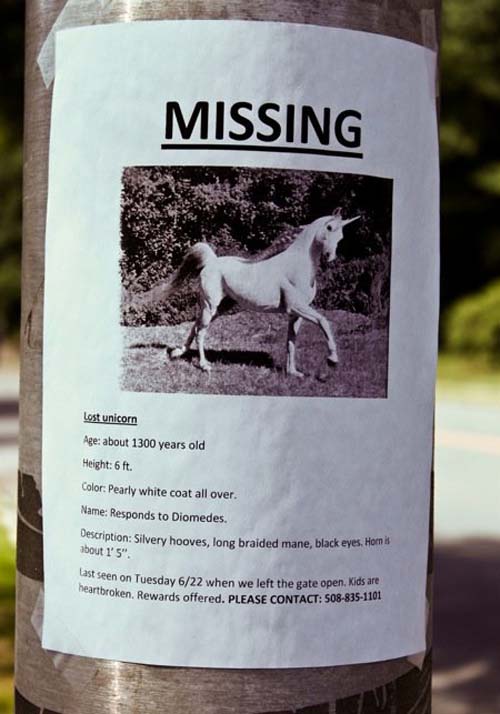 MISSING
Lost unicorn
Age: about 1300 years old
Height: 6 ft.
Color: Pearly white coat all over.
Name: Responds to Diomedes.
Description: Silvery hooves, long braided mane, black eyes. Horn is
about 1' 5".
Last seen on Tuesday 6/22 when we left the gate open. Kids are
heartbroken. Rewards offered. PLEASE CONTACT: 508-835-1101